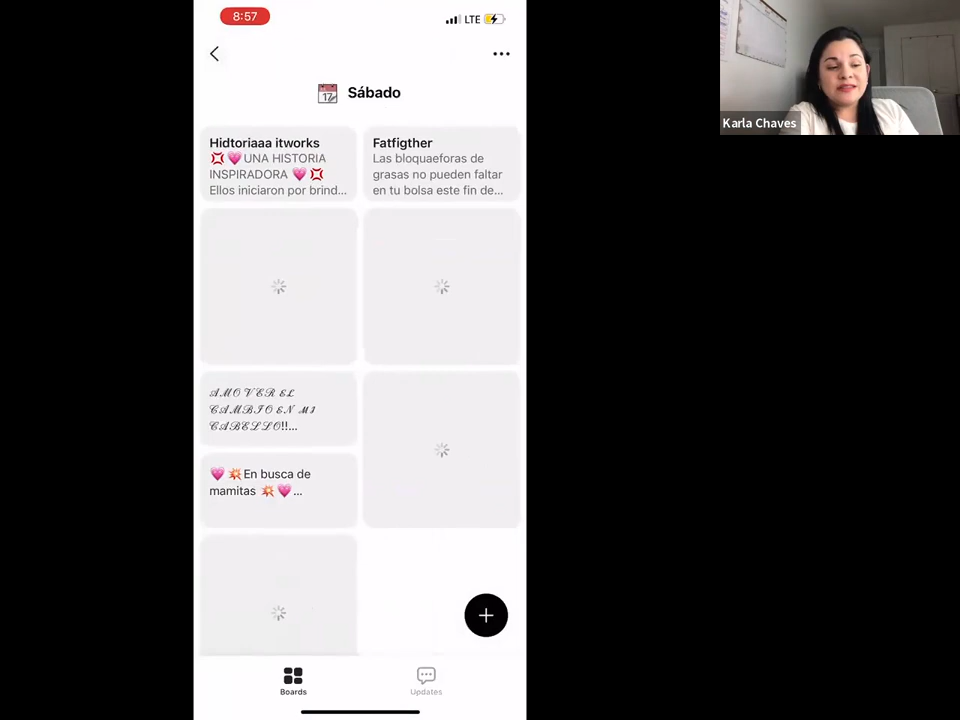 8:57
LTE
Karla Chaves
Sábado
Hidtoriaaa itworks
💢💗UNA HISTORIA
INSPIRADORA 💗💢
Ellos iniciaron por brind...
Fatfigther
Las bloquaeforas de
grasas no pueden faltar
en tu bolsa este fin de...
𝒜ℳ𝒪 𝒱ℰℛ ℰℒ
𝒞𝒜ℳℬℐ𝒪 ℰ𝒩 ℳℐ
𝒞𝒜ℬℰℒℒ𝒪!!...
💗💥En busca de
mamitas 💥💗...
Boards
Updates